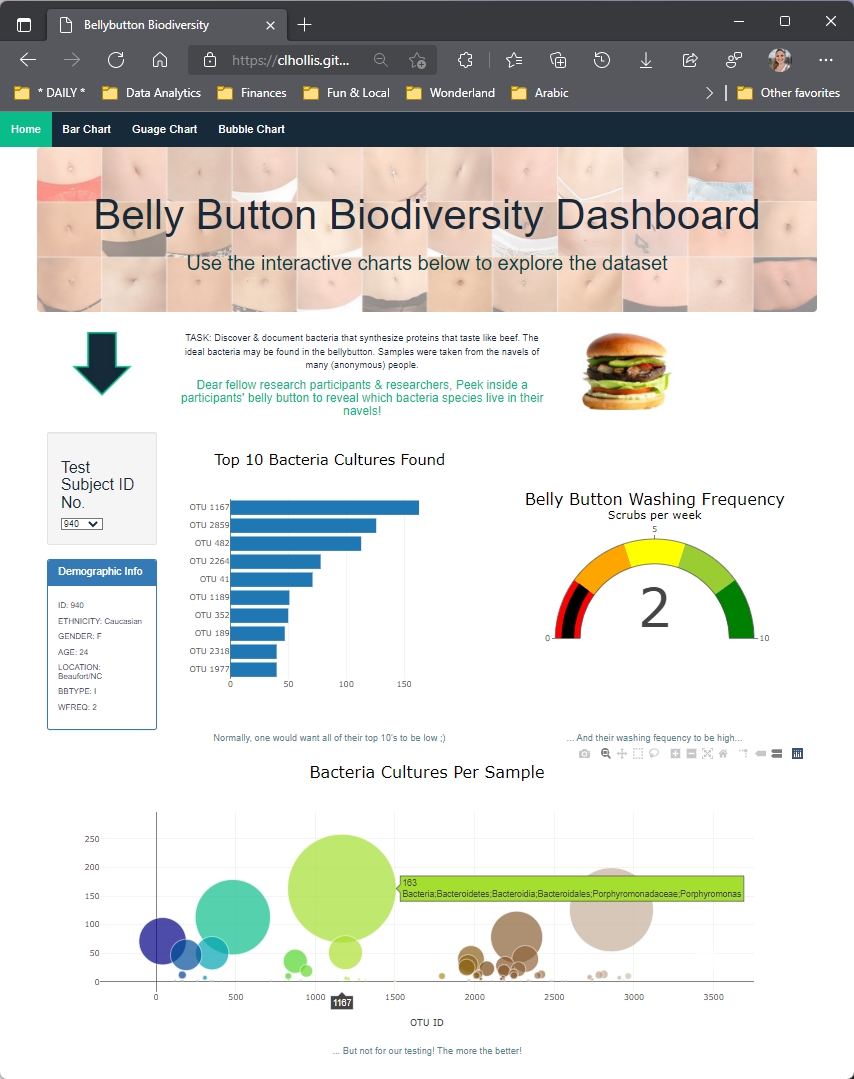 Bellybutton Biodiversity
https://clhollis.git...
* DAILY *
Data Analytics
Finances
Fun & Local
Wonderland
Arabic
Other favorites
Home
Bar Chart
Guage Chart
Bubble Chart
Belly Button Biodiversity Dashboard
Use the interactive charts below to explore the dataset
TASK: Discover & document bacteria that synthesize proteins that taste like beef. The
ideal bacteria may be found in the bellybutton. Samples were taken from the navels of
many (anonymous) people.
Dear fellow research participants & researchers, Peek inside a
participants' belly button to reveal which bacteria species live in their
navels!
Test
Subject ID
No.
940
Demographic Info
ID: 940
ETHNICITY: Caucasian
GENDER: F
AGE: 24
LOCATION:
Beaufort/NC
BBTYPE: I
WFREQ: 2
Top 10 Bacteria Cultures Found
OTU 1167
OTU 2859
OTU 482
OTU 2264
OTU 41
OTU 1189
OTU 352
OTU 189
OTU 2318
OTU 1977
0
50
100
150
Normally, one would want all of their top 10's to be low ;)
Belly Button Washing Frequency
Scrubs per week
5
2
0
10
... And their washing fequency to be high...
Bacteria Cultures Per Sample
250
200
150
100
50
0
163
Bacteria;Bacteroidetes;Bacteroidia;Bacteroidales;Porphyromonadaceae;Porphyromonas
0
500
1000
1500
2000
2500
3000
3500
1167
OTU ID
... But not for our testing! The more the better!